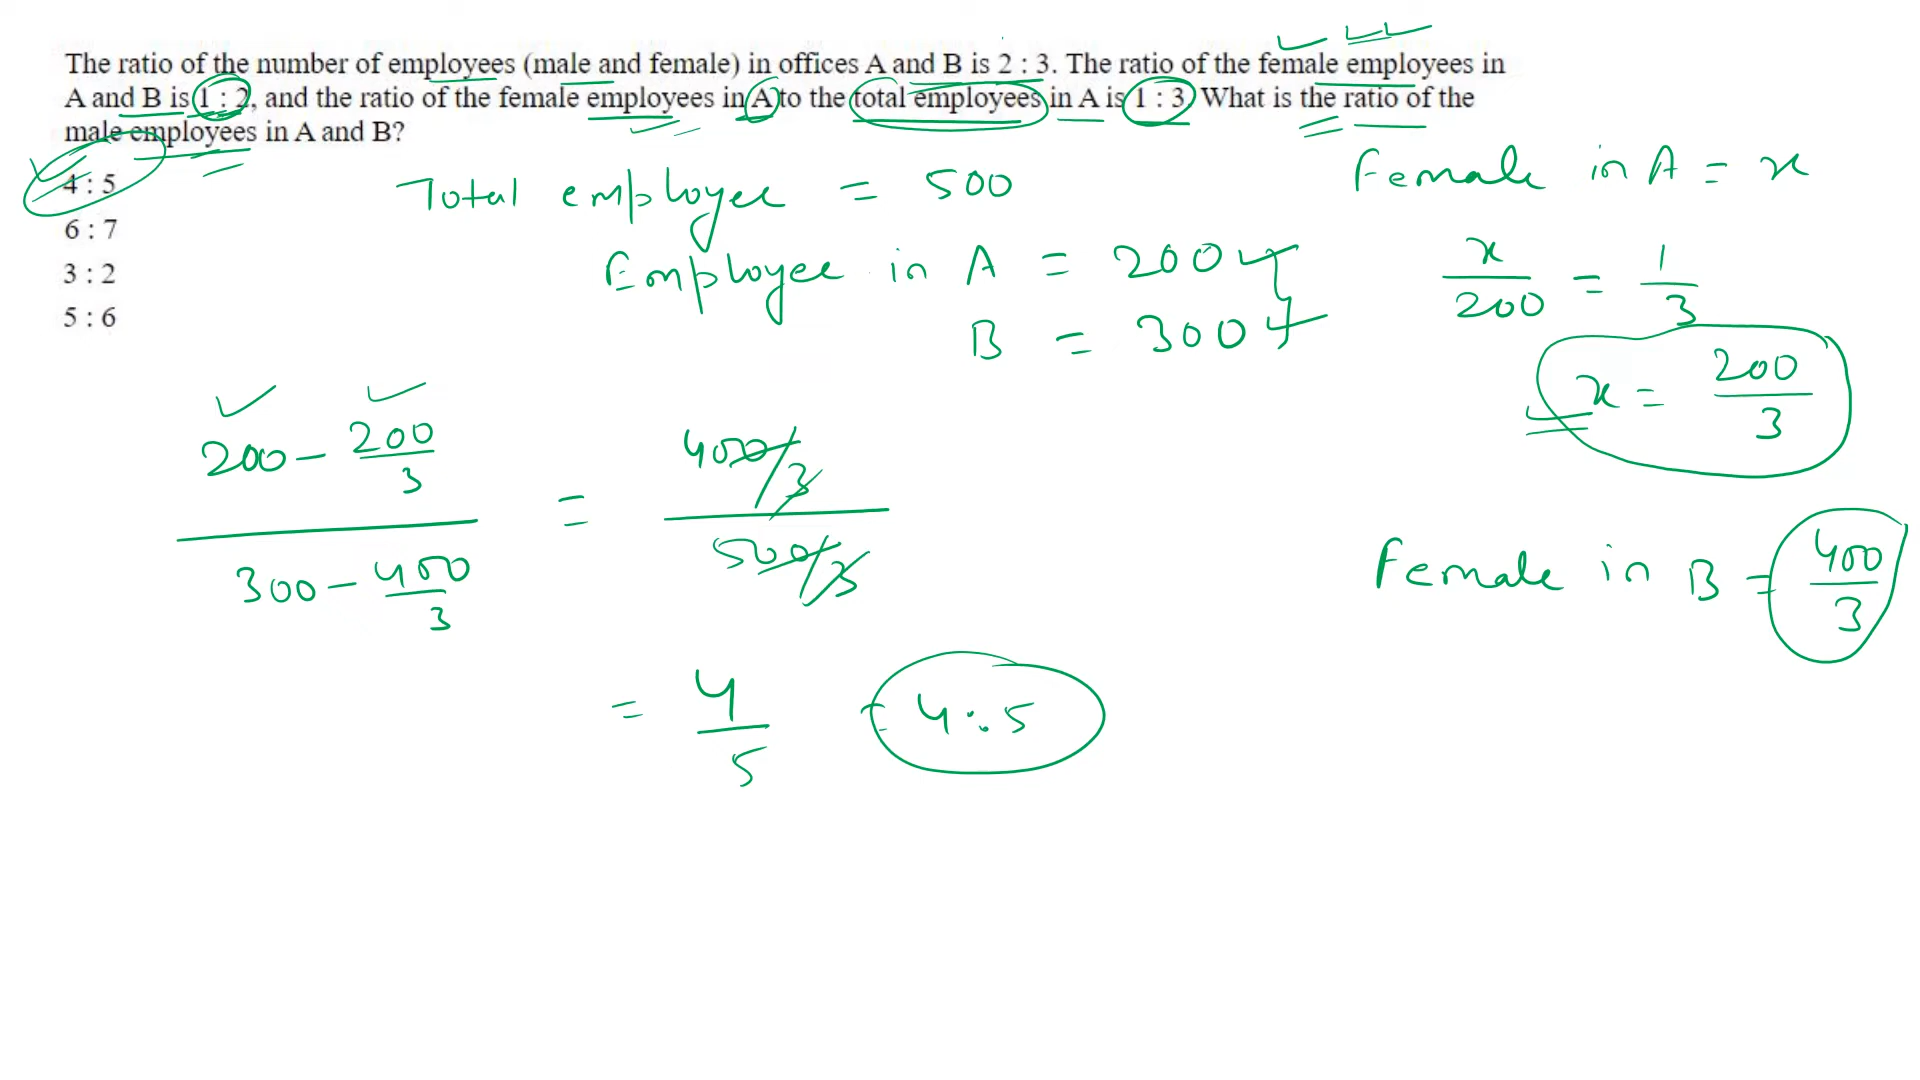 The ratio of the number of employees (male and female) in offices A and B is 2 : 3. The ratio of the female employees in
A and B is 1 : 2, and the ratio of the female employees in A to the total employees in A is 1 : 3. What is the ratio of the
male employees in A and B?
4 : 5
6 : 7
3 : 2
5 : 6
Total employee = 500
Employee in A = 200
B = 300
Female in A = x
x/200 = 1/3
x = 200/3
Female in B = 400/3
200 - 200/3
300 - 400/3
= 400/3
500/3
= 4/5 = 4:5